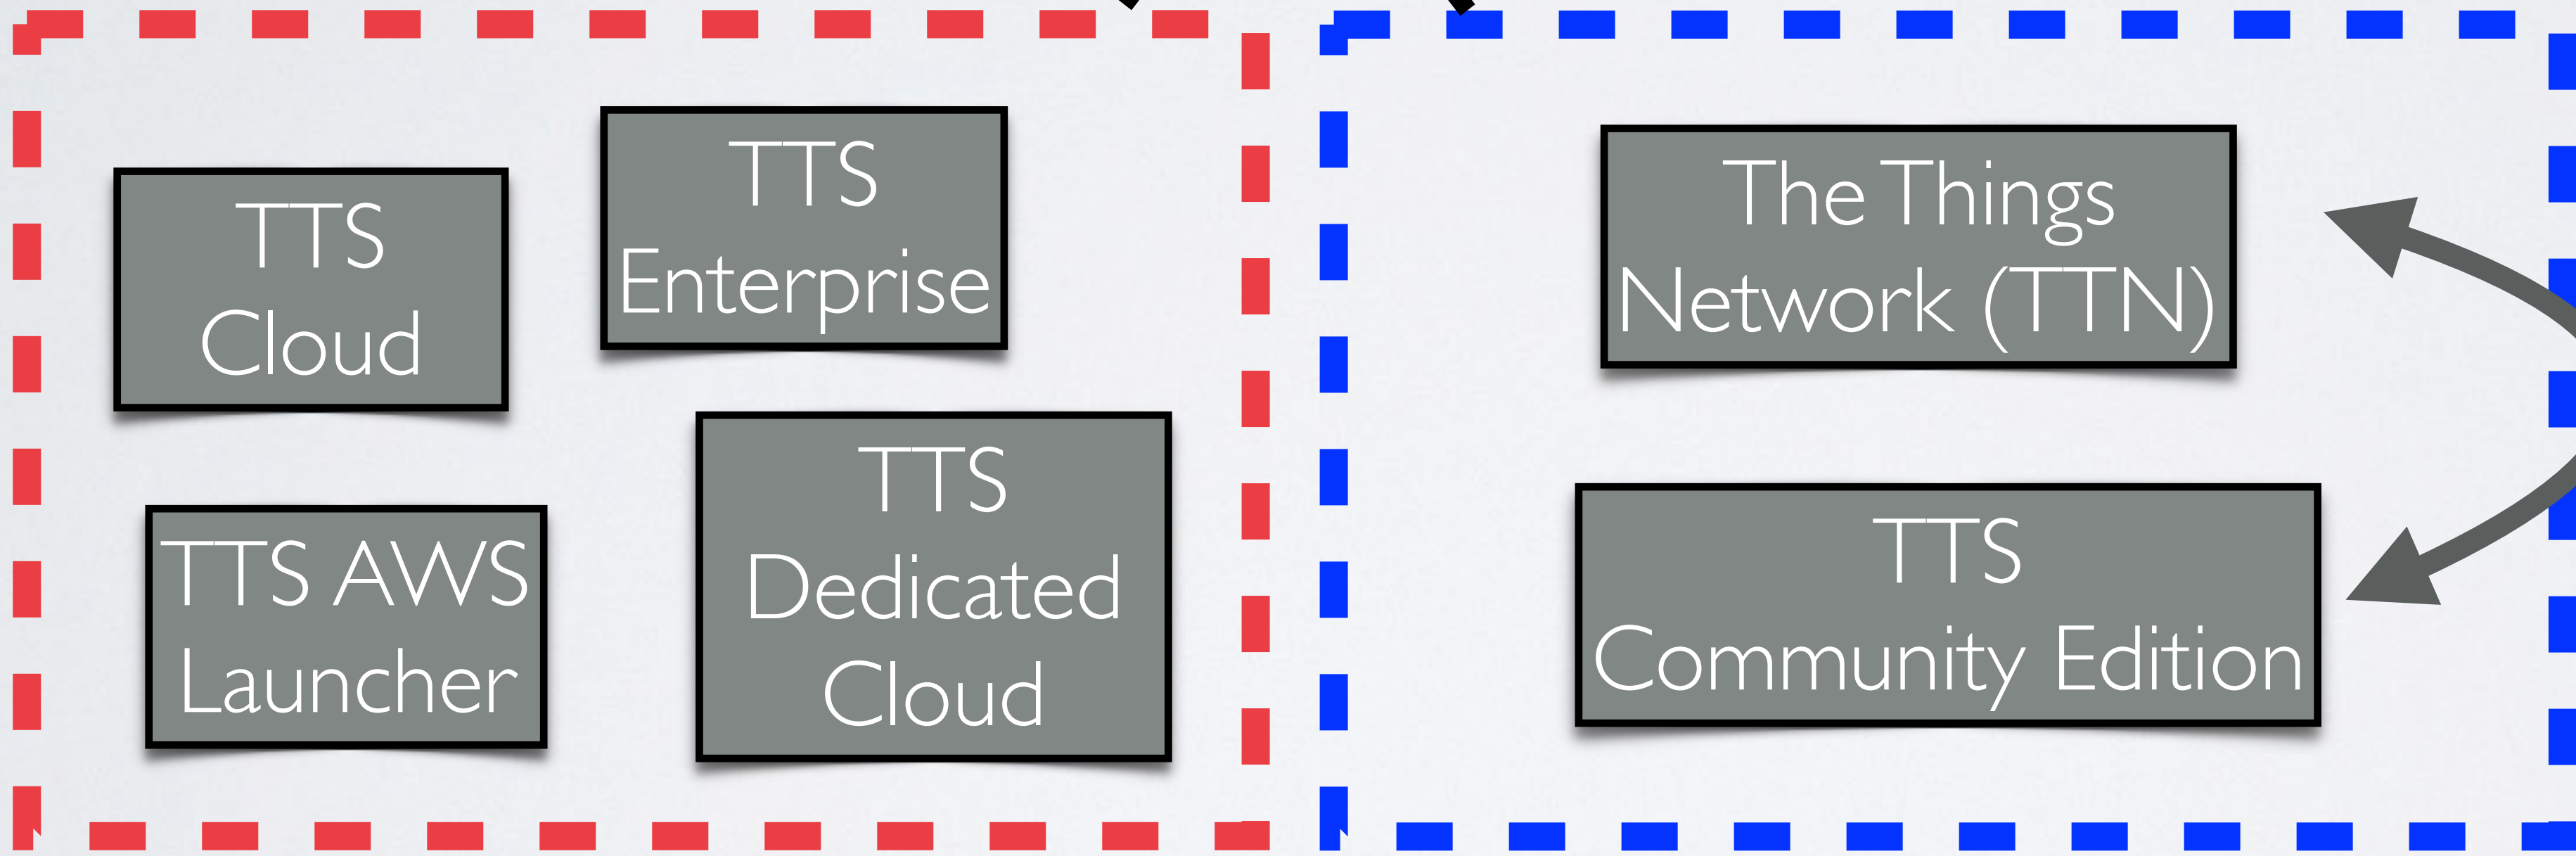 TTS
Cloud
TTS
Enterprise
TTS AWS
Launcher
TTS
Dedicated
Cloud
The Things
Network (TTN)
TTS
Community Edition